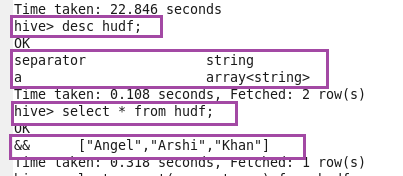 Time taken: 22.846 seconds
hive> desc hudf;
OK
separator string
a array<string>
Time taken: 0.108 seconds, Fetched: 2 row(s)
hive> select * from hudf;
OK
&& ["Angel","Arshi","Khan"]
Time taken: 0.318 seconds, Fetched: 1 row(s)